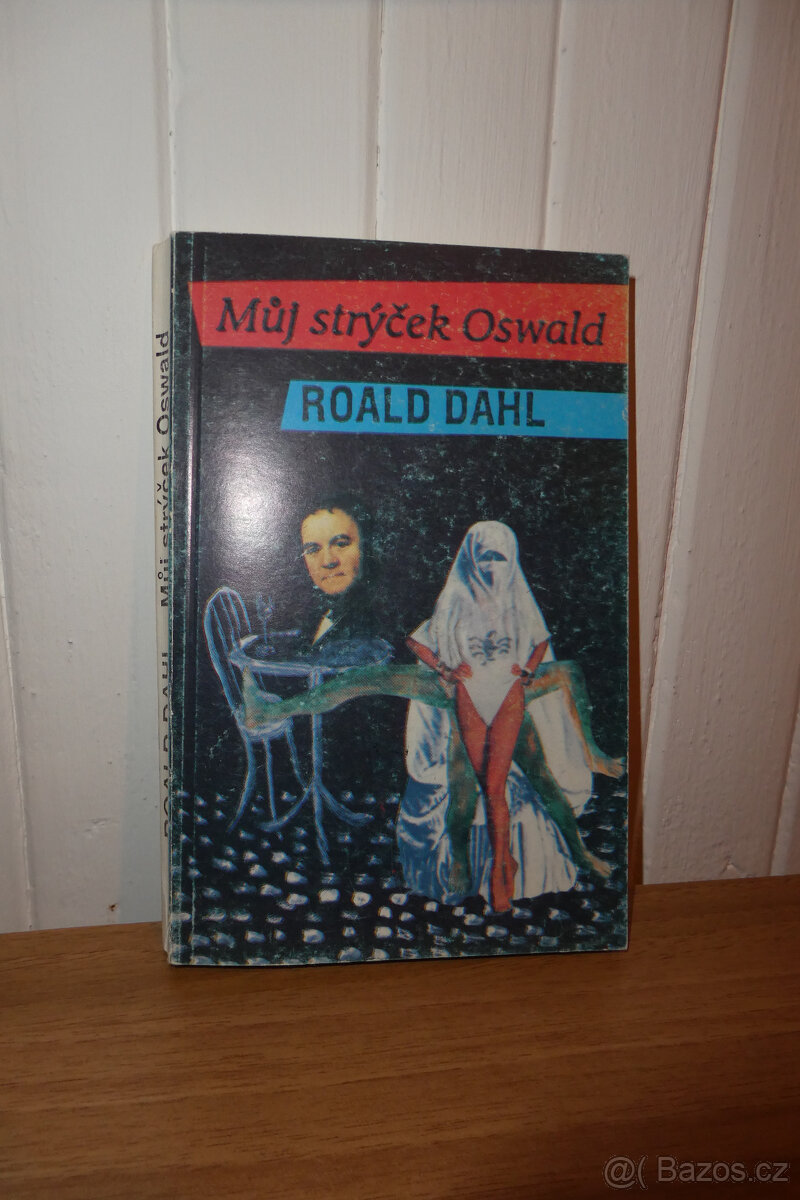 Můj strýček Oswald
ROALD DAHL
ROALD DAHL - Můj strýček Oswald
@( Bazos.cz